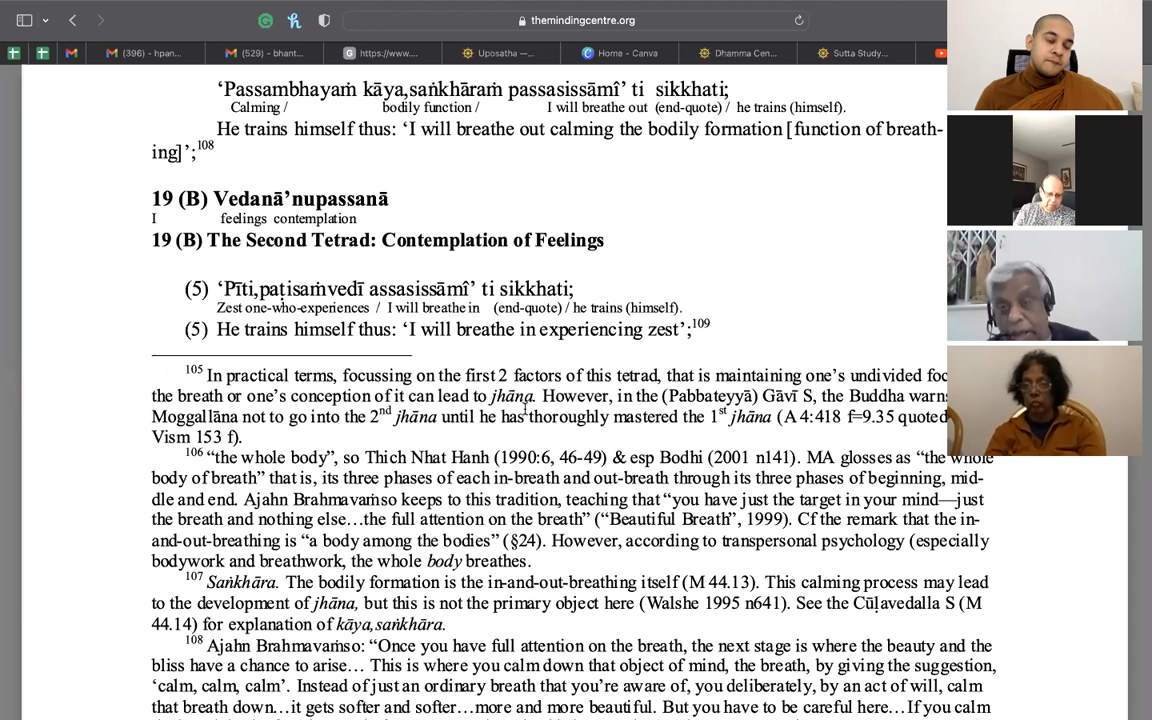 themindingcentre.org
(396) - hpan...
(529) - bhant...
https://www....
Uposatha —...
Home – Canva
Dhamma Cen...
Sutta Study...
‘Passambhayaṁ kāya,saṅkhāraṁ passasissāmî’ ti sikkhati;
Calming / bodily function / I will breathe out (end-quote) / he trains (himself).
He trains himself thus: ‘I will breathe out calming the bodily formation [function of breath-
ing]’;108
19 (B) Vedanā’nupassanā
I feelings contemplation
19 (B) The Second Tetrad: Contemplation of Feelings
(5) ‘Pīti,paṭisaṁvedī assasissāmî’ ti sikkhati;
Zest one-who-experiences / I will breathe in (end-quote) / he trains (himself).
(5) He trains himself thus: ‘I will breathe in experiencing zest’;109
105 In practical terms, focussing on the first 2 factors of this tetrad, that is maintaining one’s undivided foc
the breath or one’s conception of it can lead to jhāna. However, in the (Pabbateyyā) Gāvī S, the Buddha warns
Moggallāna not to go into the 2nd jhāna until he has thoroughly mastered the 1st jhāna (A 4:418 f=9.35 quoted
Vism 153 f).
106 “the whole body”, so Thich Nhat Hanh (1990:6, 46-49) & esp Bodhi (2001 n141). MA glosses as “the whole
body of breath” that is, its three phases of each in-breath and out-breath through its three phases of beginning, mid-
dle and end. Ajahn Brahmavaṁso keeps to this tradition, teaching that “you have just the target in your mind—just
the breath and nothing else…the full attention on the breath” (“Beautiful Breath”, 1999). Cf the remark that the in-
and-out-breathing is “a body among the bodies” (§24). However, according to transpersonal psychology (especially
bodywork and breathwork, the whole body breathes.
107 Saṅkhāra. The bodily formation is the in-and-out-breathing itself (M 44.13). This calming process may lead
to the development of jhāna, but this is not the primary object here (Walshe 1995 n641). See the Cūḷavedalla S (M
44.14) for explanation of kāya,saṅkhāra.
108 Ajahn Brahmavaṁso: “Once you have full attention on the breath, the next stage is where the beauty and the
bliss have a chance to arise… This is where you calm down that object of mind, the breath, by giving the suggestion,
‘calm, calm, calm’. Instead of just an ordinary breath that you’re aware of, you deliberately, by an act of will, calm
that breath down…it gets softer and softer…more and more beautiful. But you have to be careful here…If you calm